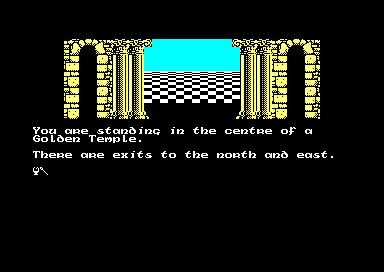 You are standing in the centre of a
Golden Temple.
There are exits to the north and east.